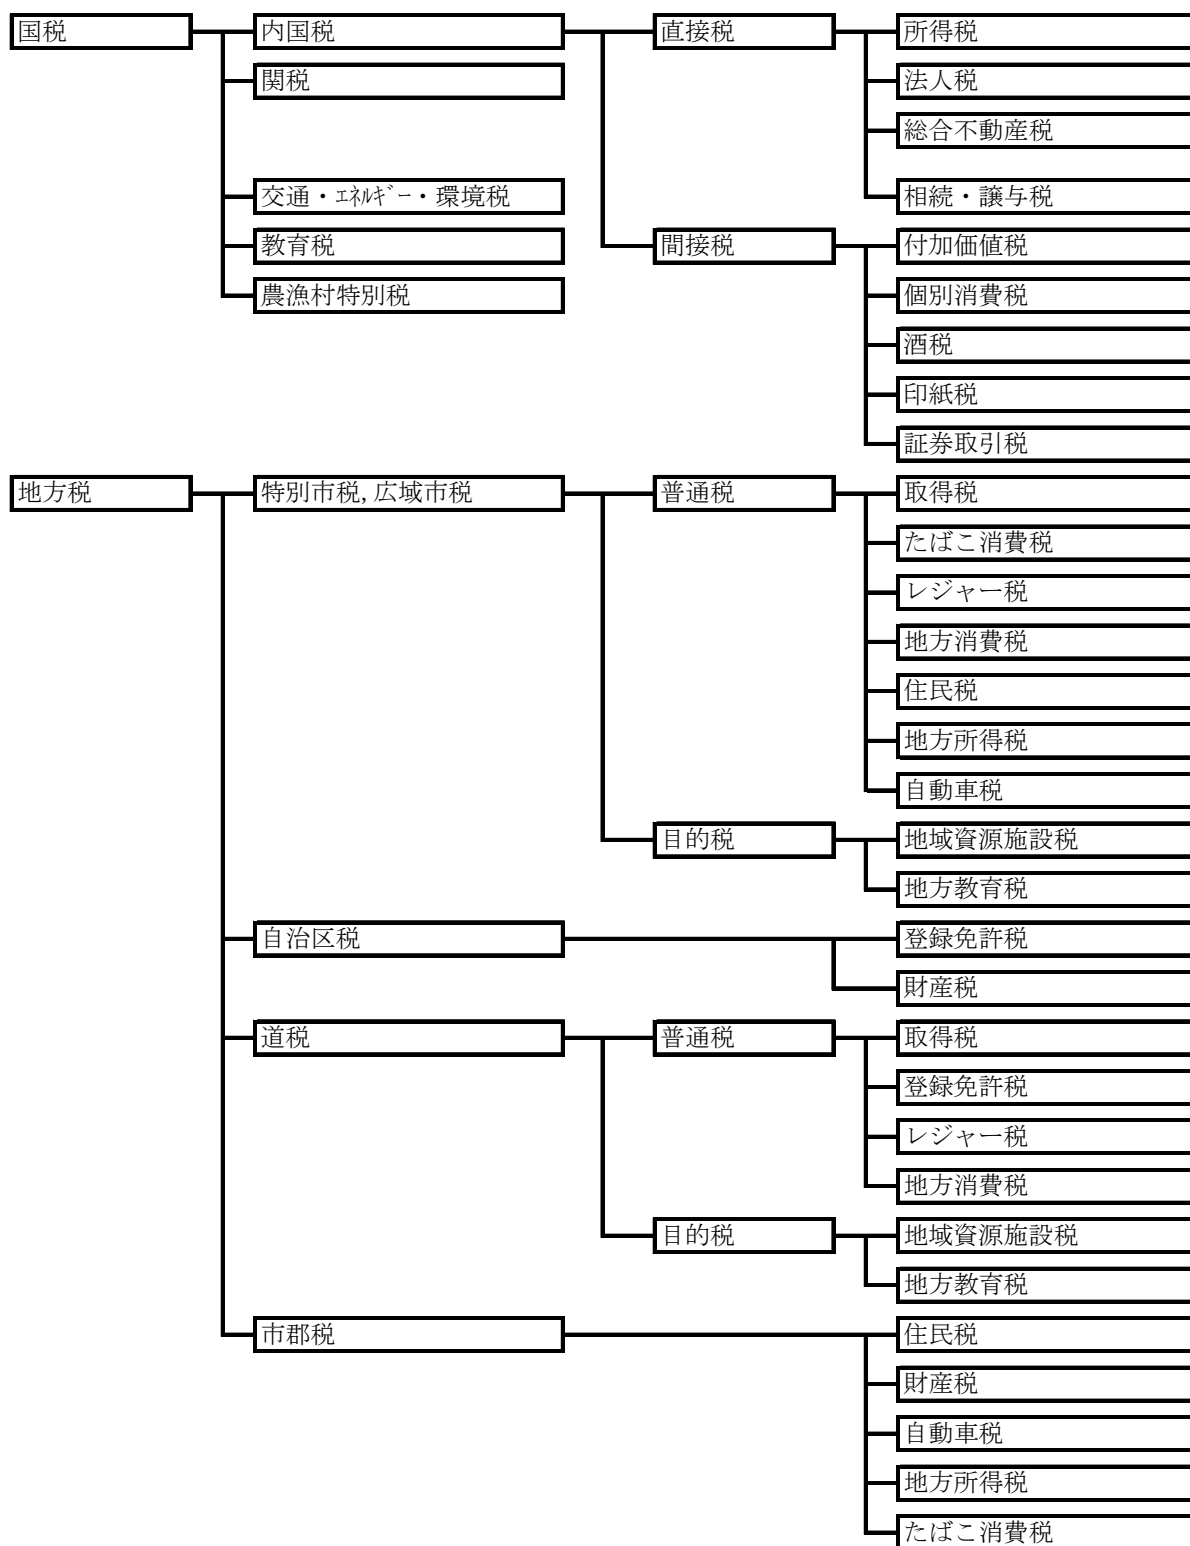 国税
内国税
直接税
所得税
関税
法人税
総合不動産税
交通・ｴﾈﾙｷﾞｰ・環境税
相続・譲与税
教育税
間接税
付加価値税
農漁村特別税
個別消費税
酒税
印紙税
証券取引税
地方税
特別市税,広域市税
普通税
取得税
たばこ消費税
レジャー税
地方消費税
住民税
地方所得税
自動車税
目的税
地域資源施設税
地方教育税
自治区税
登録免許税
財産税
道税
普通税
取得税
登録免許税
レジャー税
地方消費税
目的税
地域資源施設税
地方教育税
市郡税
住民税
財産税
自動車税
地方所得税
たばこ消費税